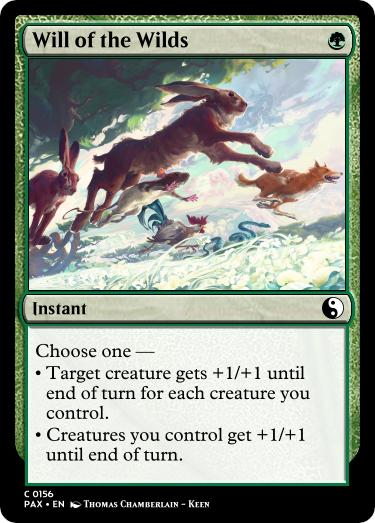 Will of the Wilds
Instant
Choose one —
• Target creature gets +1/+1 until
end of turn for each creature you
control.
• Creatures you control get +1/+1
until end of turn.
C 0156
PAX • EN Thomas Chamberlain - Keen